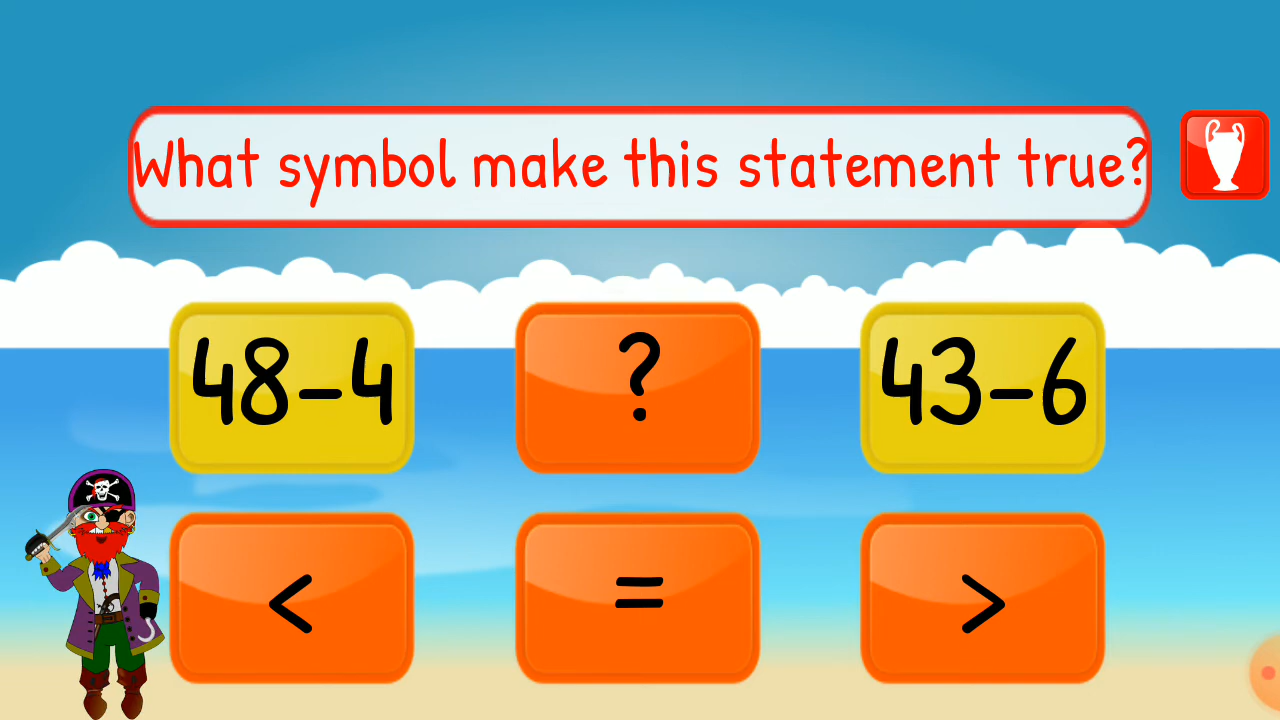 What symbol make this statement true?
48-4 ? 43-6
< = >